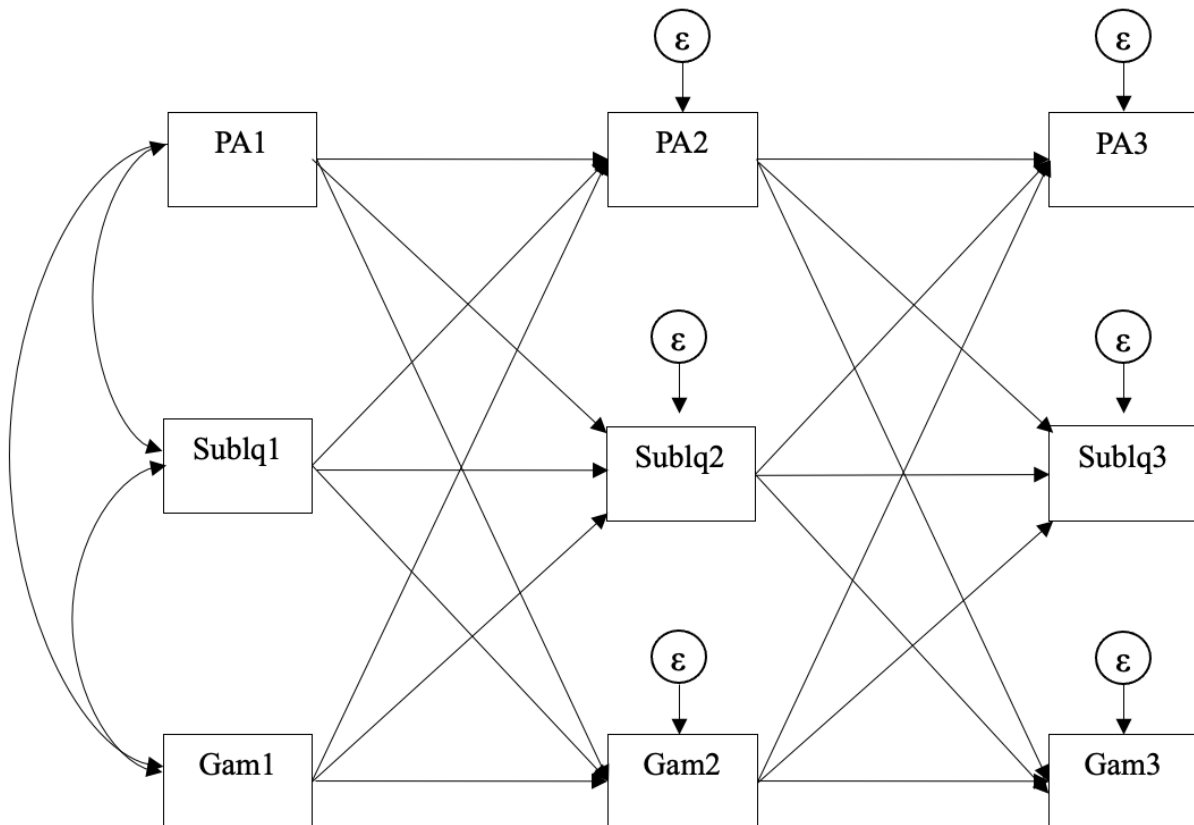 ε ε
PA1 PA2 PA3
ε ε
Sublq1 Sublq2 Sublq3
ε ε
Gam1 Gam2 Gam3